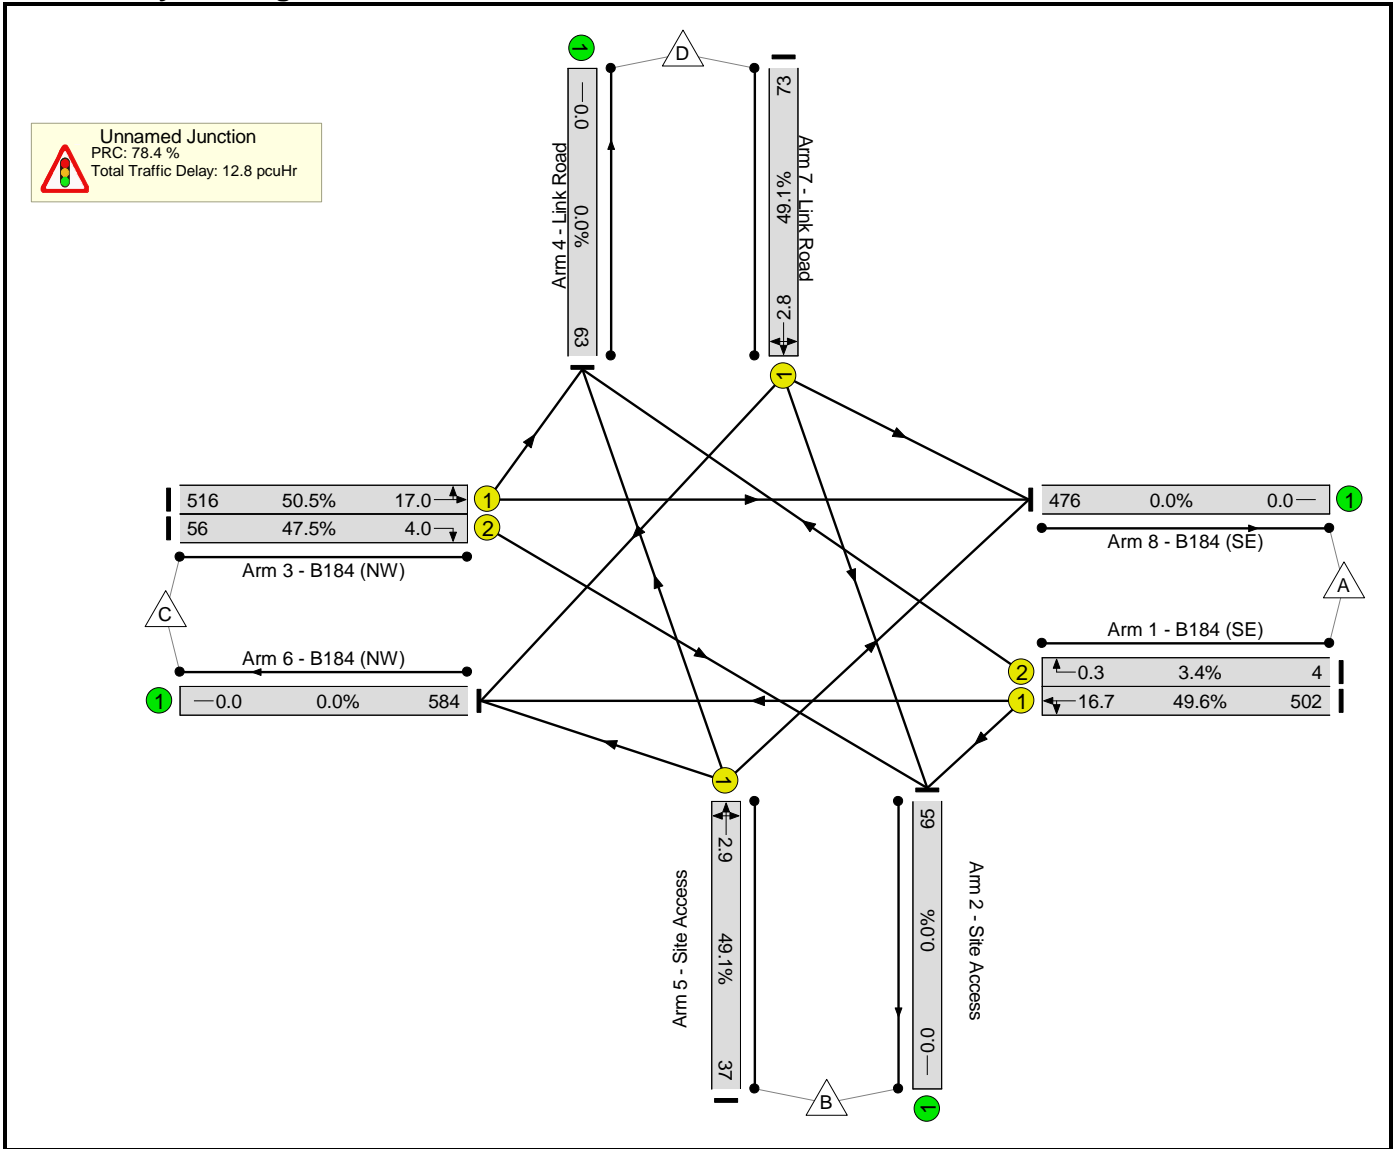 Unnamed Junction
PRC: 78.4 %
Total Traffic Delay: 12.8 pcuHr
1
D
Arm 4 - Link Road
0.0
0.0%
63
73
49.1%
2.8
Arm 7 - Link Road
1
516 50.5% 17.0 1
56 47.5% 4.0 2
Arm 3 - B184 (NW)
C
Arm 6 - B184 (NW)
1 0.0 0.0% 584
476 0.0% 0.0 1
Arm 8 - B184 (SE)
A
Arm 1 - B184 (SE)
2 0.3 3.4% 4
1 16.7 49.6% 502
1
Arm 5 - Site Access
2.9
49.1%
37
B
59
0.0%
0.0
Arm 2 - Site Access
1